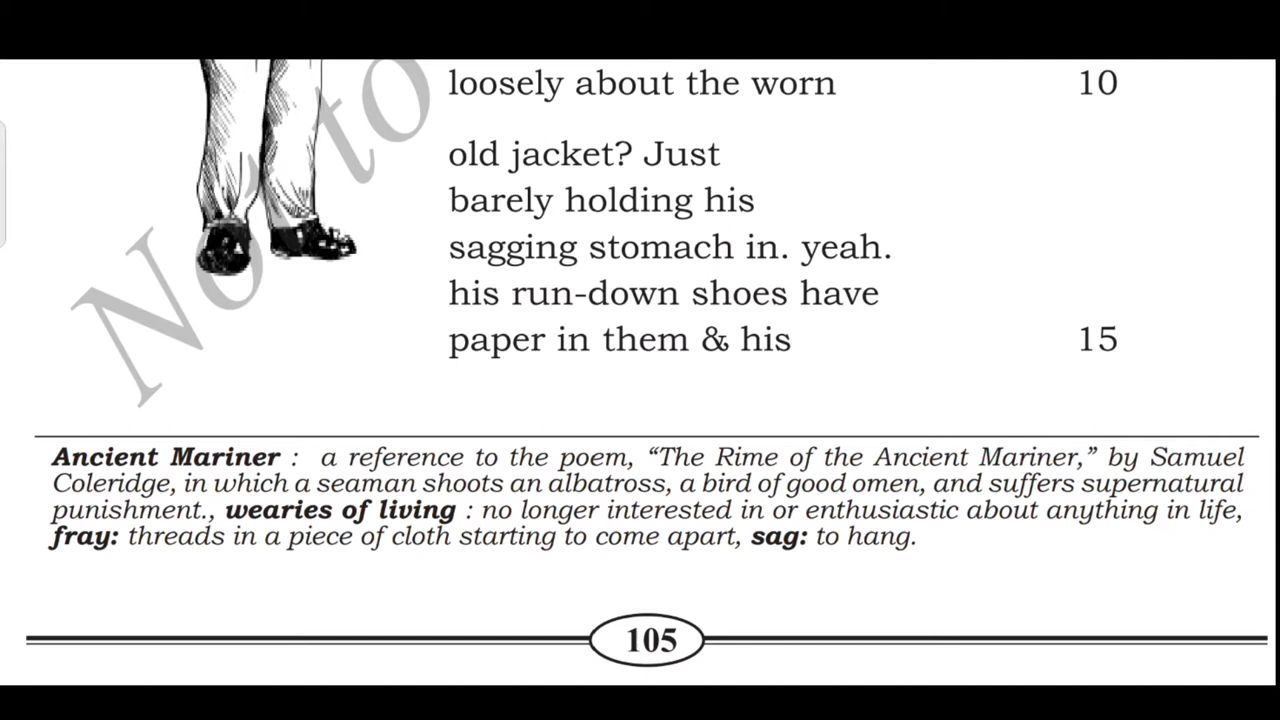 loosely about the worn 10
old jacket? Just
barely holding his
sagging stomach in. yeah.
his run-down shoes have
paper in them & his 15
Not to
Ancient Mariner : a reference to the poem, “The Rime of the Ancient Mariner,” by Samuel
Coleridge, in which a seaman shoots an albatross, a bird of good omen, and suffers supernatural
punishment., wearies of living : no longer interested in or enthusiastic about anything in life,
fray: threads in a piece of cloth starting to come apart, sag: to hang.
105